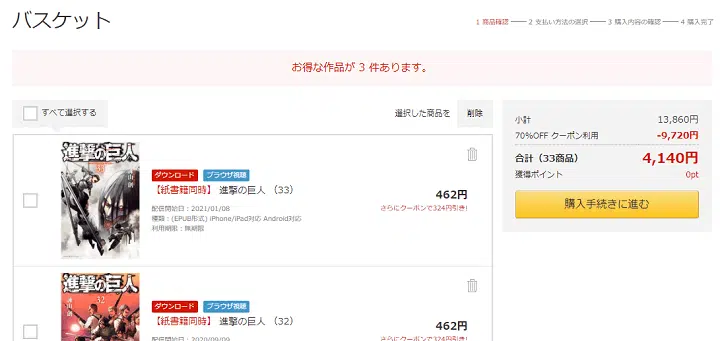 バスケット
1 商品確認 2 支払い方法の選択 3 購入内容の確認 4 購入完了
お得な作品が 3 件あります。
すべて選択する
選択した商品を 削除
小計 13,860円
70%OFF クーポン利用 -9,720円
合計（33商品） 4,140円
獲得ポイント 0pt
購入手続きに進む
進撃の巨人
33
諫山創
ダウンロード ブラウザ視聴
【紙書籍同時】 進撃の巨人 （33）
配信開始日：2021/01/08
種類：(EPUB形式) iPhone/iPad対応 Android対応
利用期限：無期限
462円
さらにクーポンで324円引き!
進撃の巨人
32
諫山創
ダウンロード ブラウザ視聴
【紙書籍同時】 進撃の巨人 （32）
配信開始日：2020/09/09
462円
さらにクーポンで324円引き!